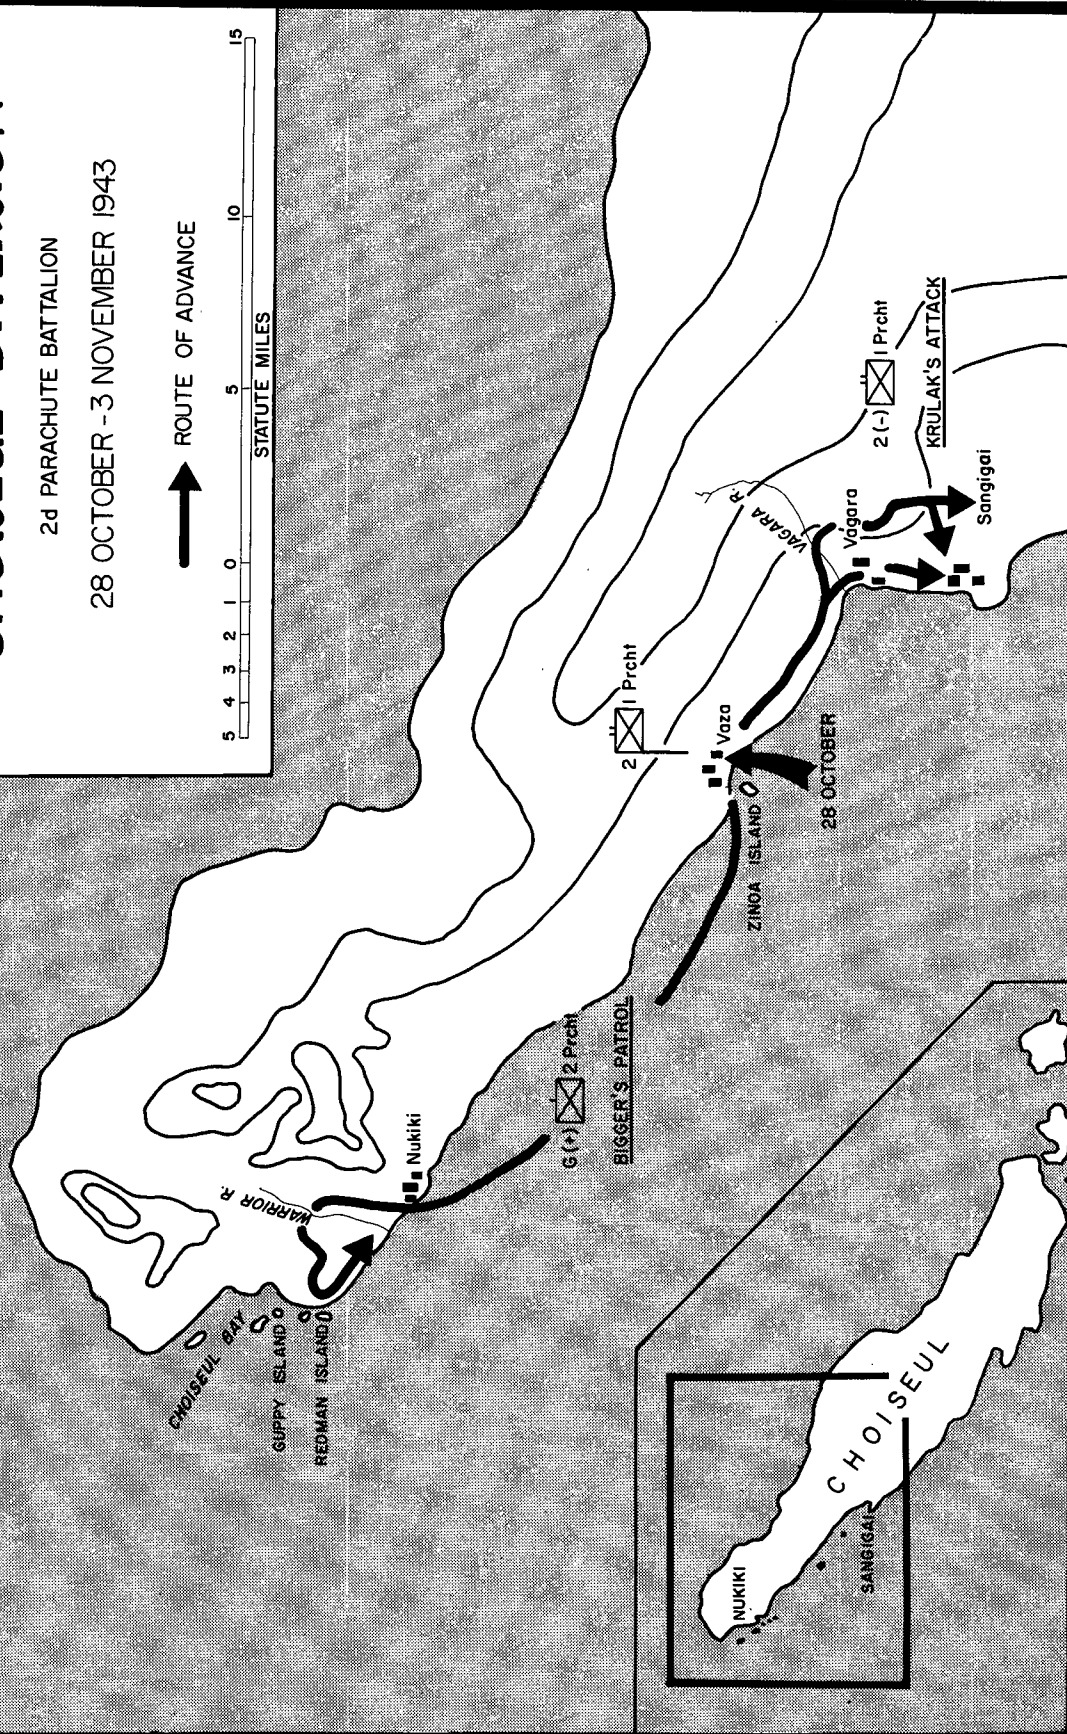 2d PARACHUTE BATTALION
28 OCTOBER - 3 NOVEMBER 1943
ROUTE OF ADVANCE
5 4 3 2 1 0 5 10 15
STATUTE MILES
CHOISEUL BAY
GUPPY ISLAND
REDMAN ISLAND
WARRIOR R.
Nukiki
G (+) 2 Prcht
BIGGER'S PATROL
2 1 Prcht
Vaza
ZINOA ISLAND
28 OCTOBER
VAGARA R.
Vagara
2 (-) 1 Prcht
KRULAK'S ATTACK
Sangigai
NUKIKI
SANGIGAI
CHOISEUL